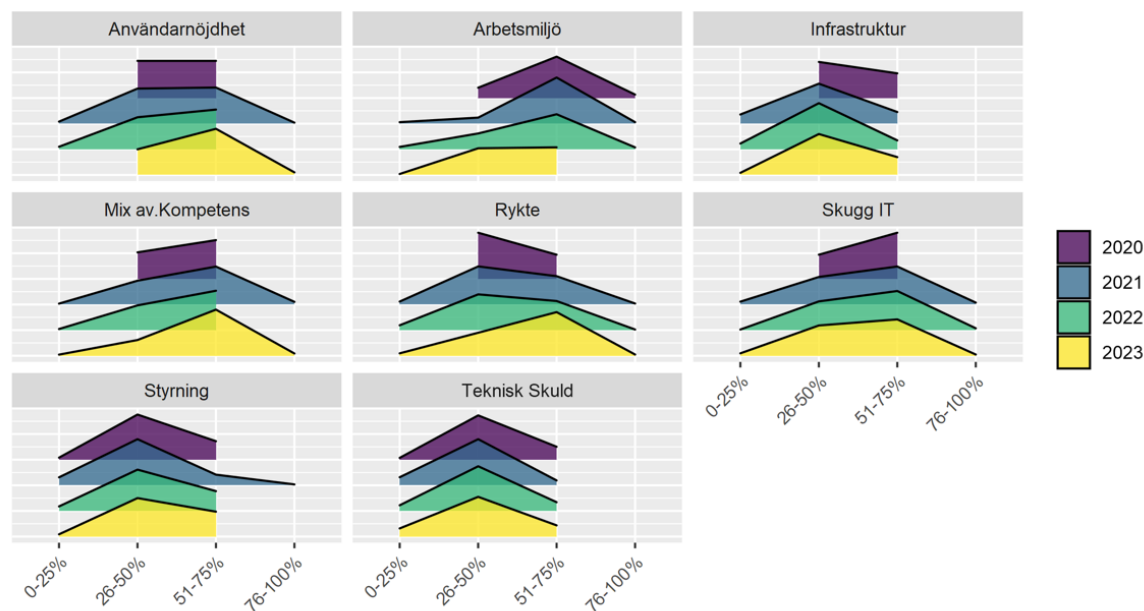 Användarnöjdhet
Arbetsmiljö
Infrastruktur
Mix av.Kompetens
Rykte
Skugg IT
2020
2021
2022
2023
Styrning
Teknisk Skuld
0-25%
26-50%
51-75%
76-100%
0-25%
26-50%
51-75%
76-100%
0-25%
26-50%
51-75%
76-100%